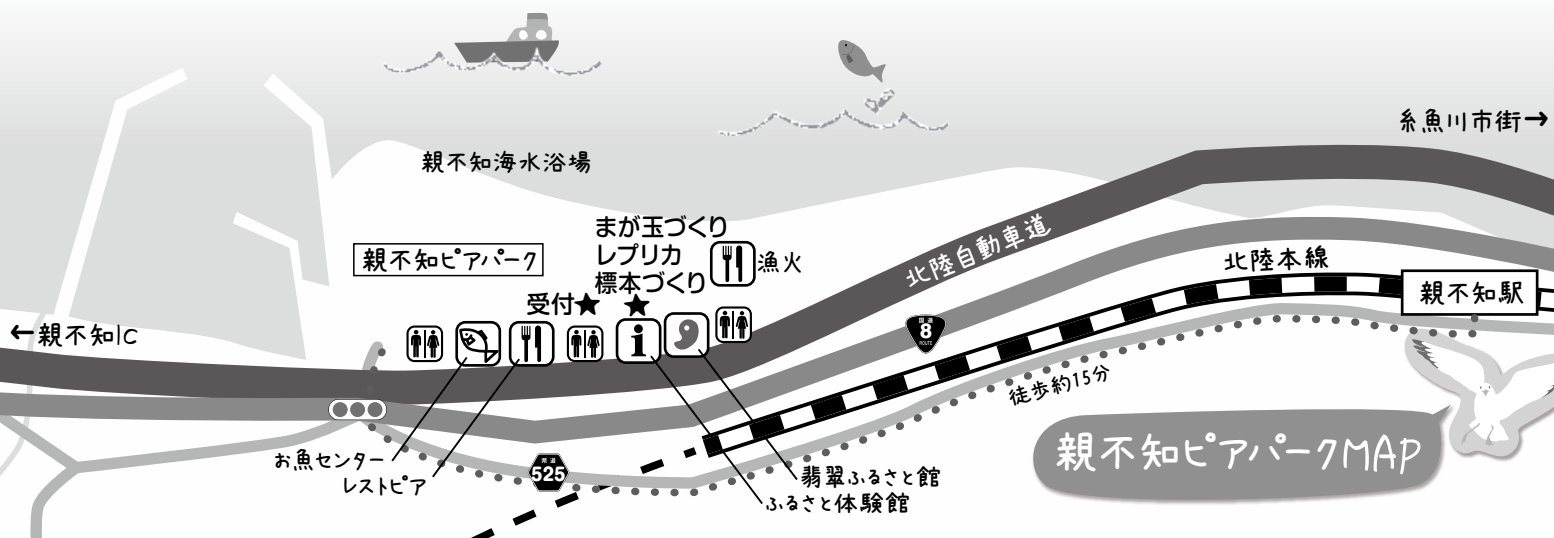 糸魚川市街→
親不知海水浴場
まが玉づくり
レプリカ
標本づくり
漁火
親不知ピアパーク
受付★
★
北陸自動車道
北陸本線
親不知駅
←親不知IC
国道
8
ROUTE
徒歩約15分
お魚センター
レストピア
県道
525
翡翠ふるさと館
ふるさと体験館
親不知ピアパークMAP